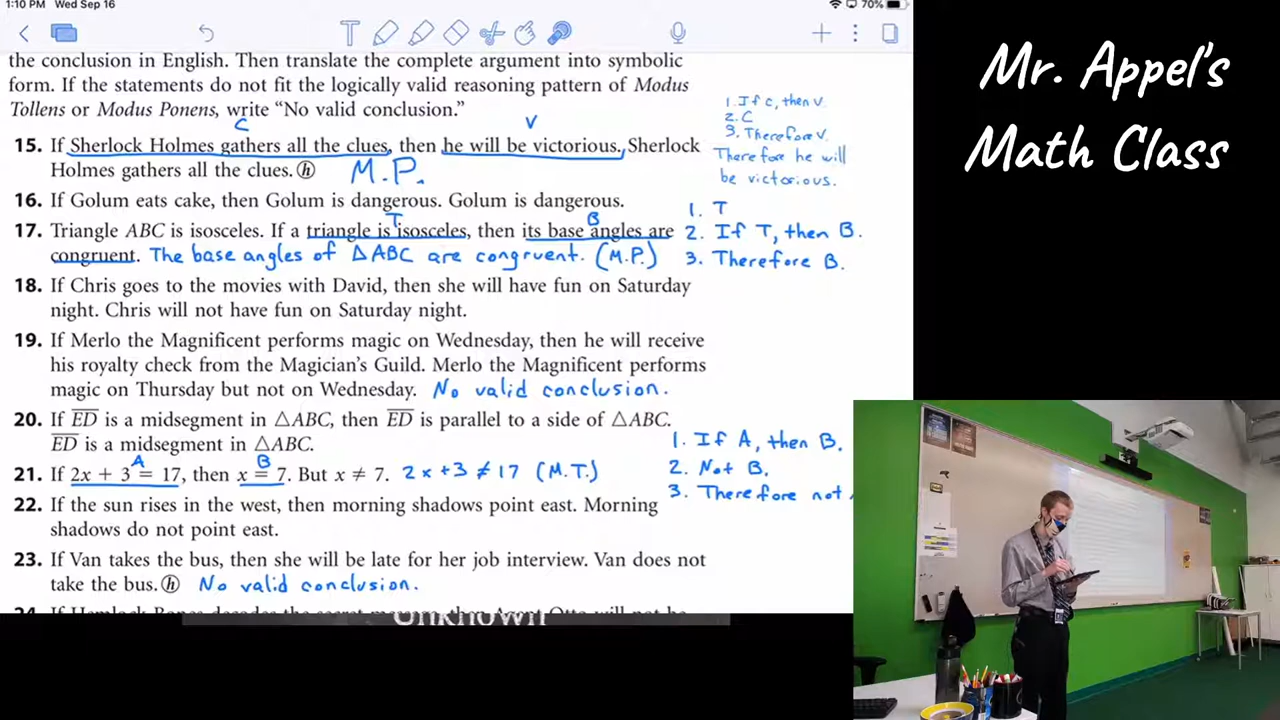 1:10 PM Wed Sep 16
70%
Mr. Appel's
Math Class
the conclusion in English. Then translate the complete argument into symbolic
form. If the statements do not fit the logically valid reasoning pattern of Modus
Tollens or Modus Ponens, write “No valid conclusion.”
C
V
15. If Sherlock Holmes gathers all the clues, then he will be victorious. Sherlock
Holmes gathers all the clues. ⓗ M.P.
1. If C, then V.
2. C
3. Therefore V.
Therefore he will
be victorious.
16. If Golum eats cake, then Golum is dangerous. Golum is dangerous.
T
B
17. Triangle ABC is isosceles. If a triangle is isosceles, then its base angles are
congruent. The base angles of △ABC are congruent. (M.P.)
1. T
2. If T, then B.
3. Therefore B.
18. If Chris goes to the movies with David, then she will have fun on Saturday
night. Chris will not have fun on Saturday night.
19. If Merlo the Magnificent performs magic on Wednesday, then he will receive
his royalty check from the Magician’s Guild. Merlo the Magnificent performs
magic on Thursday but not on Wednesday. No valid conclusion.
20. If ED is a midsegment in △ABC, then ED is parallel to a side of △ABC.
ED is a midsegment in △ABC.
A
B
21. If 2x + 3 = 17, then x = 7. But x ≠ 7. 2x+3 ≠ 17 (M.T.)
1. If A, then B.
2. Not B.
3. Therefore not
22. If the sun rises in the west, then morning shadows point east. Morning
shadows do not point east.
23. If Van takes the bus, then she will be late for her job interview. Van does not
take the bus. ⓗ No valid conclusion.
Unknown